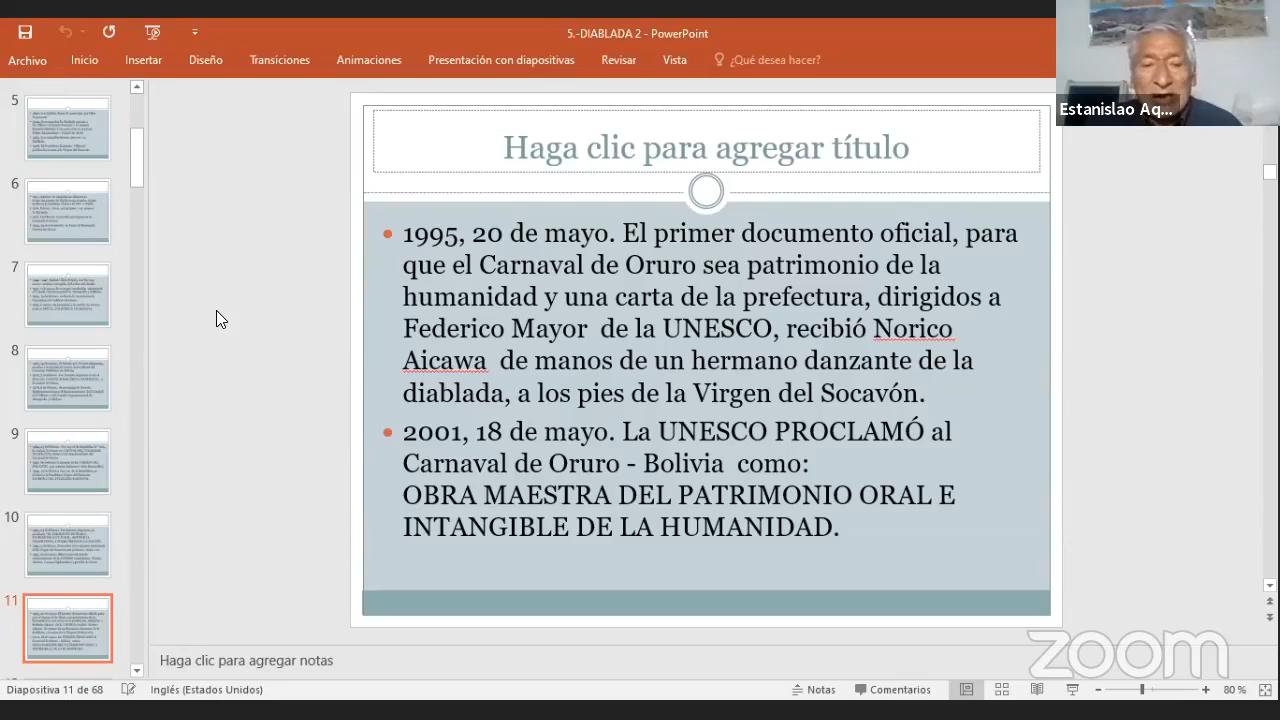 5.-DIABLADA 2 - PowerPoint
Archivo
Inicio
Insertar
Diseño
Transiciones
Animaciones
Presentación con diapositivas
Revisar
Vista
¿Qué desea hacer?
Estanislao Aq...
5
6
7
8
9
10
11
Haga clic para agregar título
1995, 20 de mayo. El primer documento oficial, para
que el Carnaval de Oruro sea patrimonio de la
humanidad y una carta de la prefectura, dirigidos a
Federico Mayor de la UNESCO, recibió Norico
Aicawa de manos de un hermano danzante de la
diablada, a los pies de la Virgen del Socavón.
2001, 18 de mayo. La UNESCO PROCLAMÓ al
Carnaval de Oruro - Bolivia como:
OBRA MAESTRA DEL PATRIMONIO ORAL E
INTANGIBLE DE LA HUMANIDAD.
Haga clic para agregar notas
zoom
Diapositiva 11 de 68
Inglés (Estados Unidos)
Notas
Comentarios
80 %